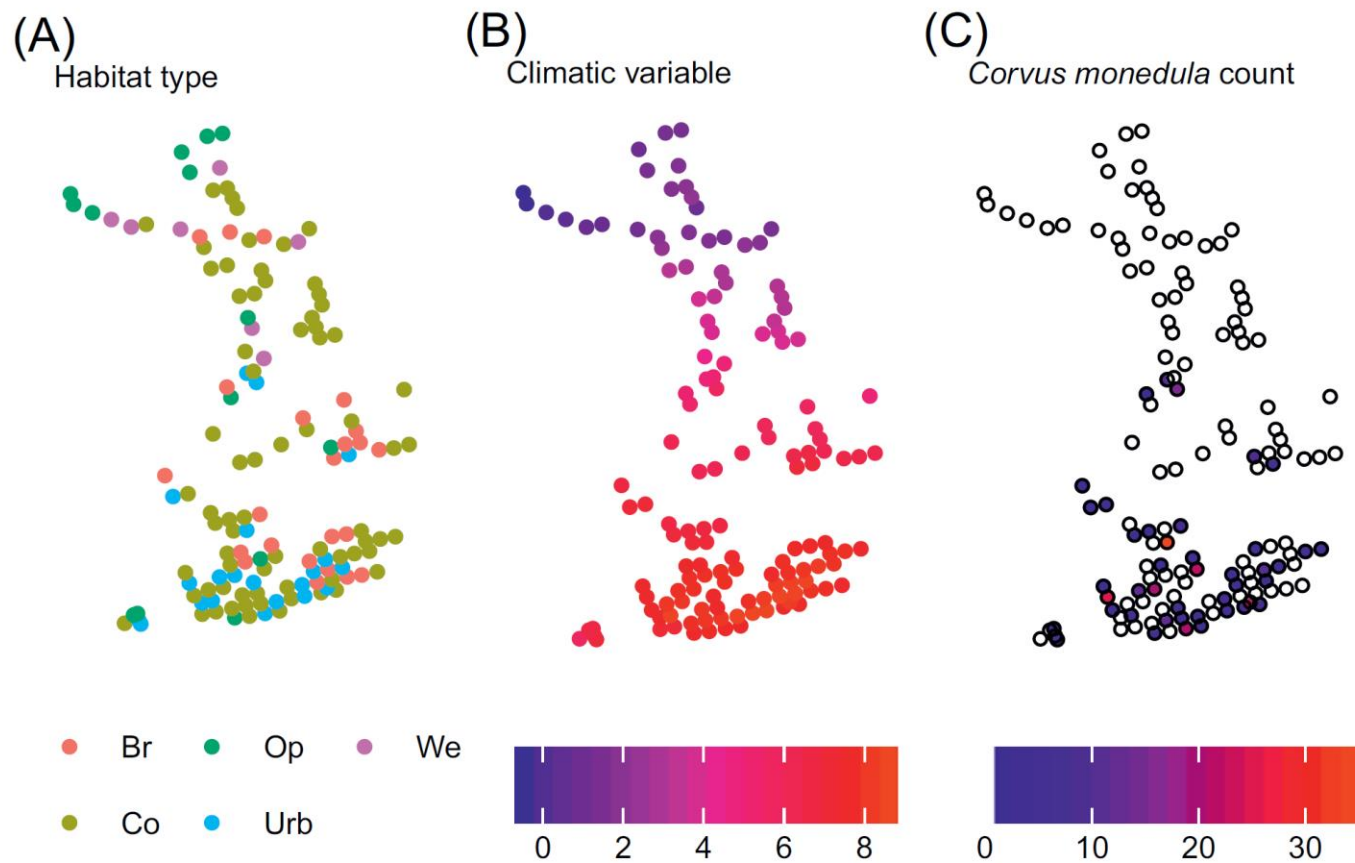 (A)
Habitat type
(B)
Climatic variable
(C)
Corvus monedula count
Br
Op
We
Co
Urb
0 2 4 6 8
0 10 20 30